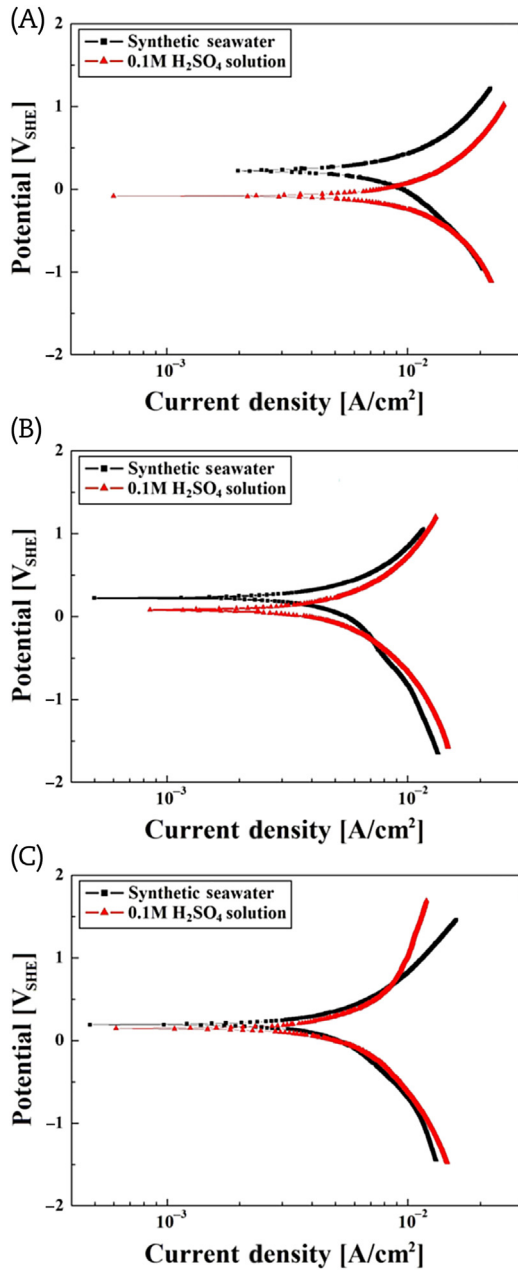 (A)
Synthetic seawater
0.1M H₂SO₄ solution
2
1
0
−1
−2
Potential [V_SHE]
10⁻³
10⁻²
Current density [A/cm²]
(B)
Synthetic seawater
0.1M H₂SO₄ solution
2
1
0
−1
−2
Potential [V_SHE]
10⁻³
10⁻²
Current density [A/cm²]
(C)
Synthetic seawater
0.1M H₂SO₄ solution
2
1
0
−1
−2
Potential [V_SHE]
10⁻³
10⁻²
Current density [A/cm²]